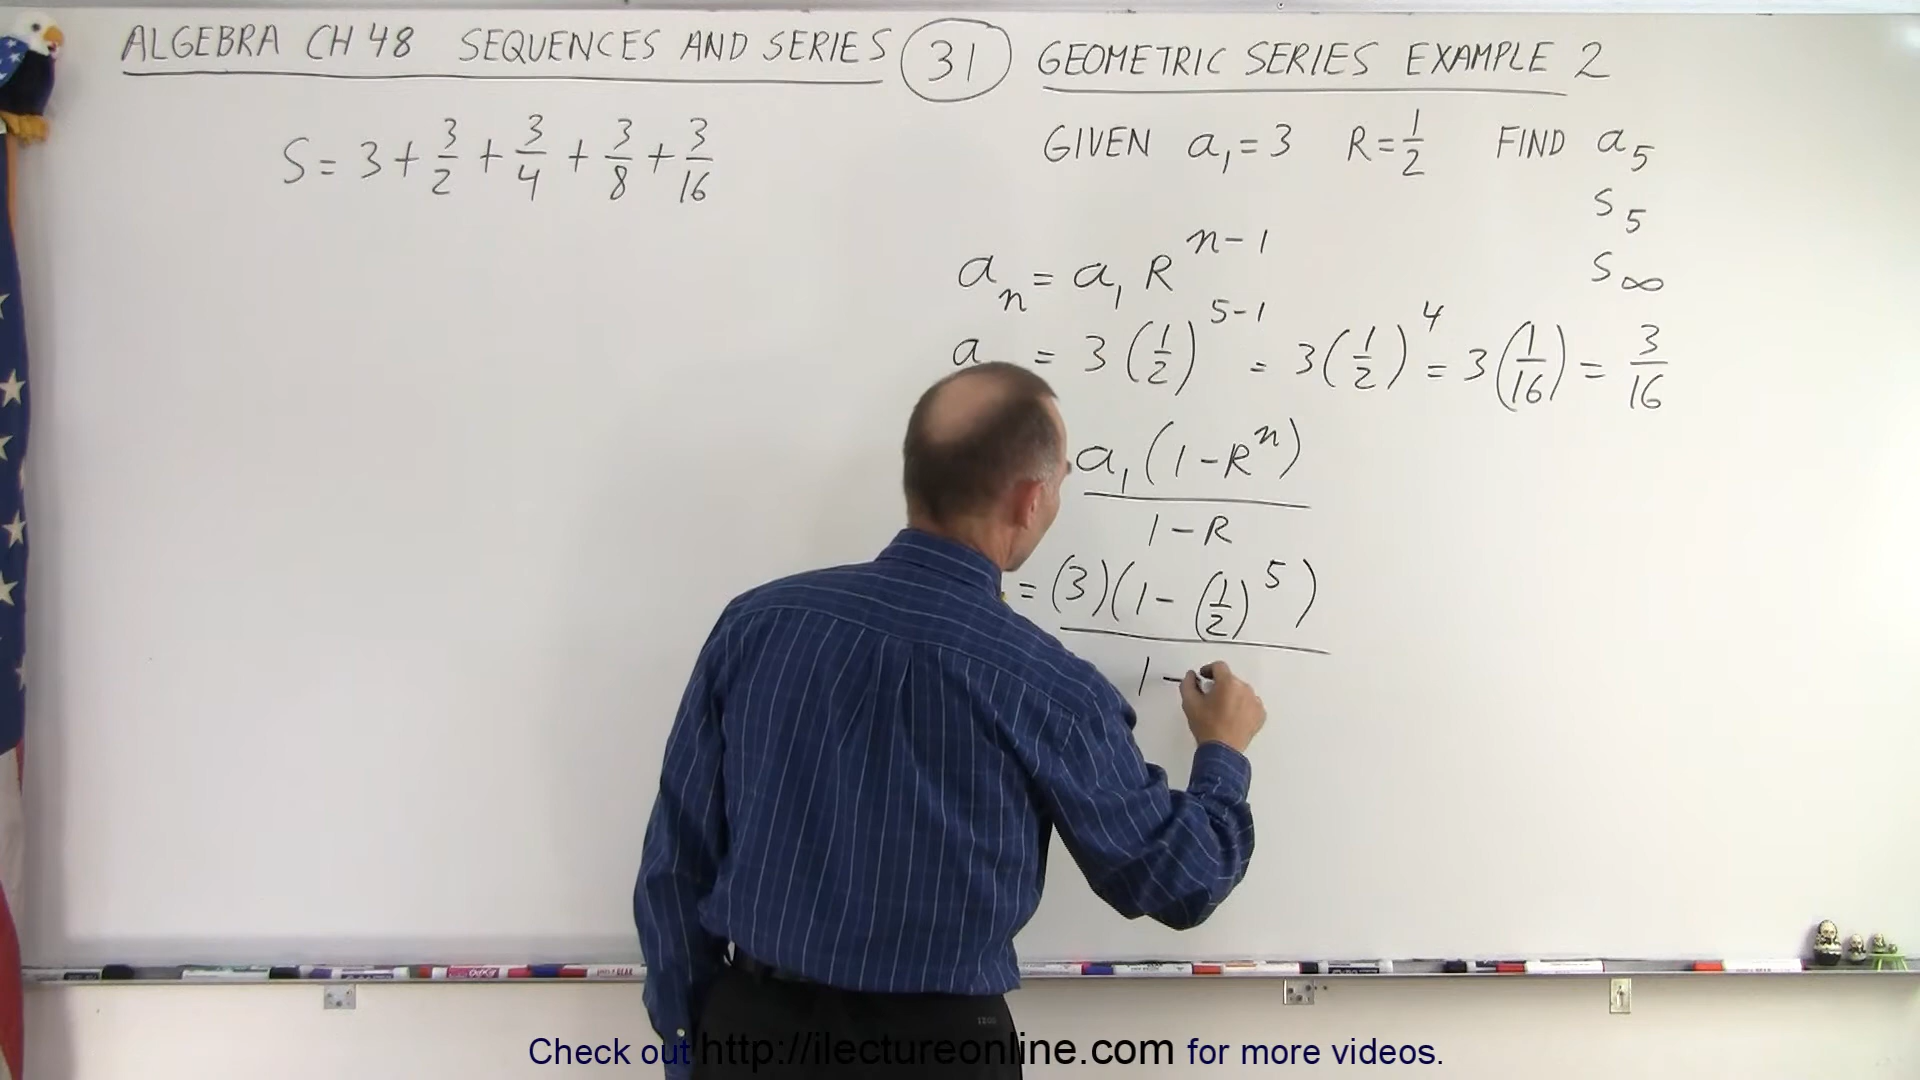 ALGEBRA CH 48 SEQUENCES AND SERIES 31 GEOMETRIC SERIES EXAMPLE 2
S = 3 + 3/2 + 3/4 + 3/8 + 3/16
GIVEN a₁ = 3 R = 1/2 FIND a₅
S₅
S∞
aₙ = a₁ R^(n-1)
a = 3 (1/2)^(5-1) = 3 (1/2)^4 = 3 (1/16) = 3/16
a₁ (1 - R^n)
1 - R
= (3)(1 - (1/2)^5)
1 -
Check out http://ilectureonline.com for more videos.